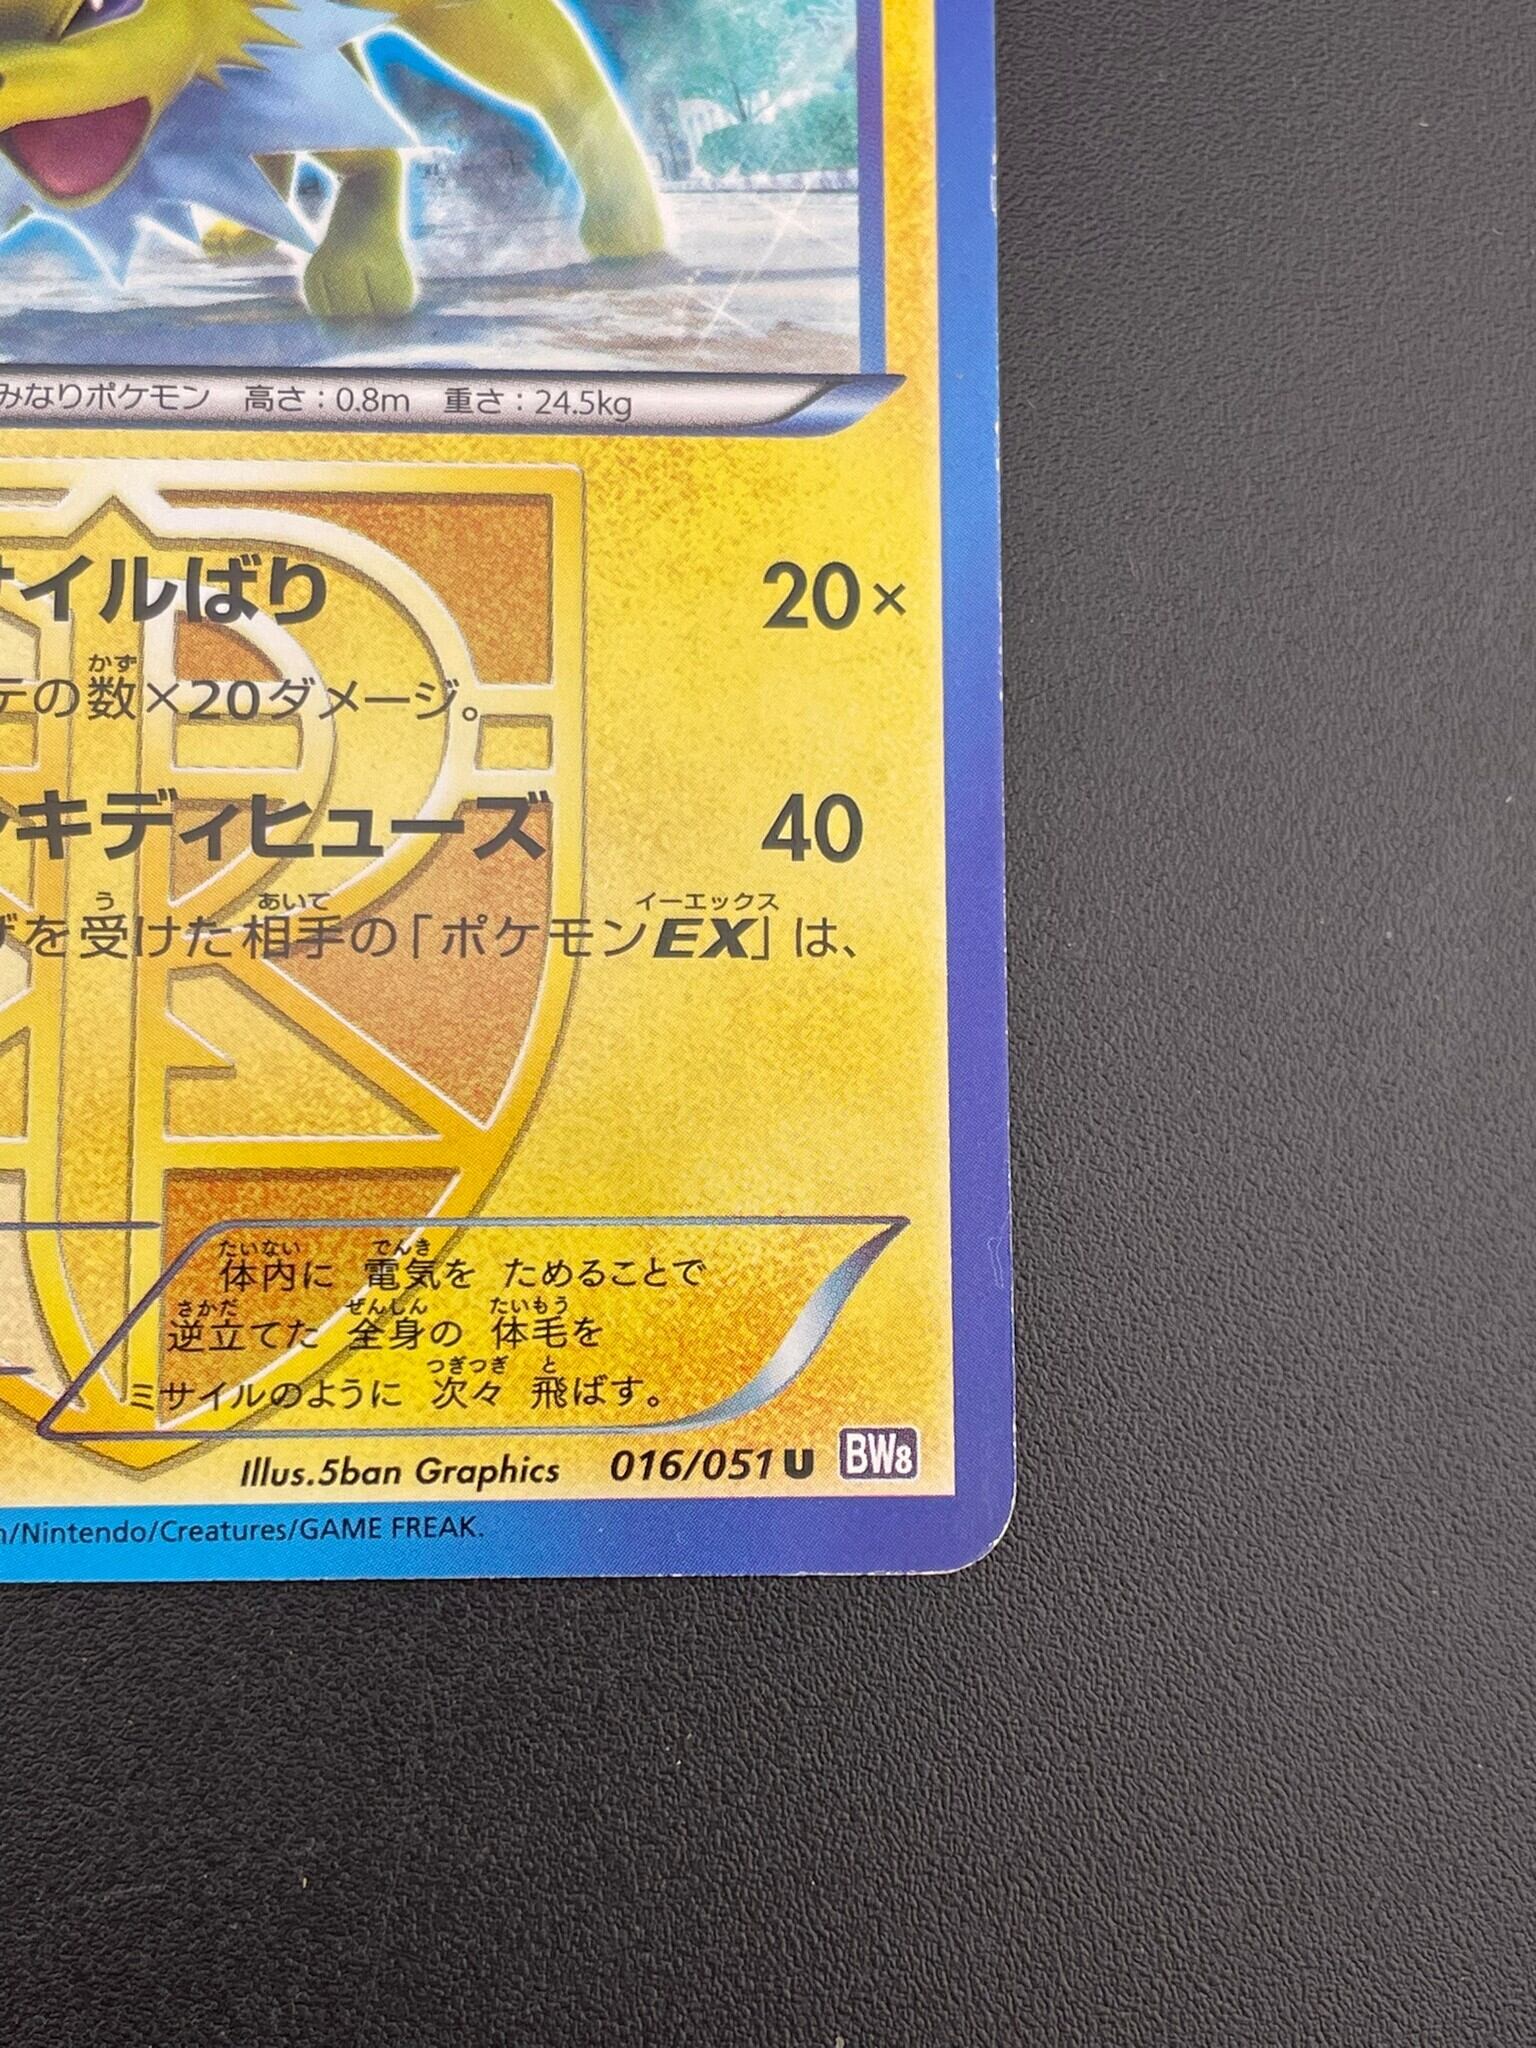 みなりポケモン 高さ：0.8m 重さ：24.5kg
サイルばり 20×
かず
テの数×20ダメージ。
キディヒューズ 40
う あいて イーエックス
ザを受けた相手の「ポケモンEX」は、
たいない でんき
体内に 電気を ためることで
さかだ ぜんしん たいもう
逆立てた 全身の 体毛を
つぎつぎ と
ミサイルのように 次々 飛ばす。
Illus.5ban Graphics 016/051 U BW8
n/Nintendo/Creatures/GAME FREAK.